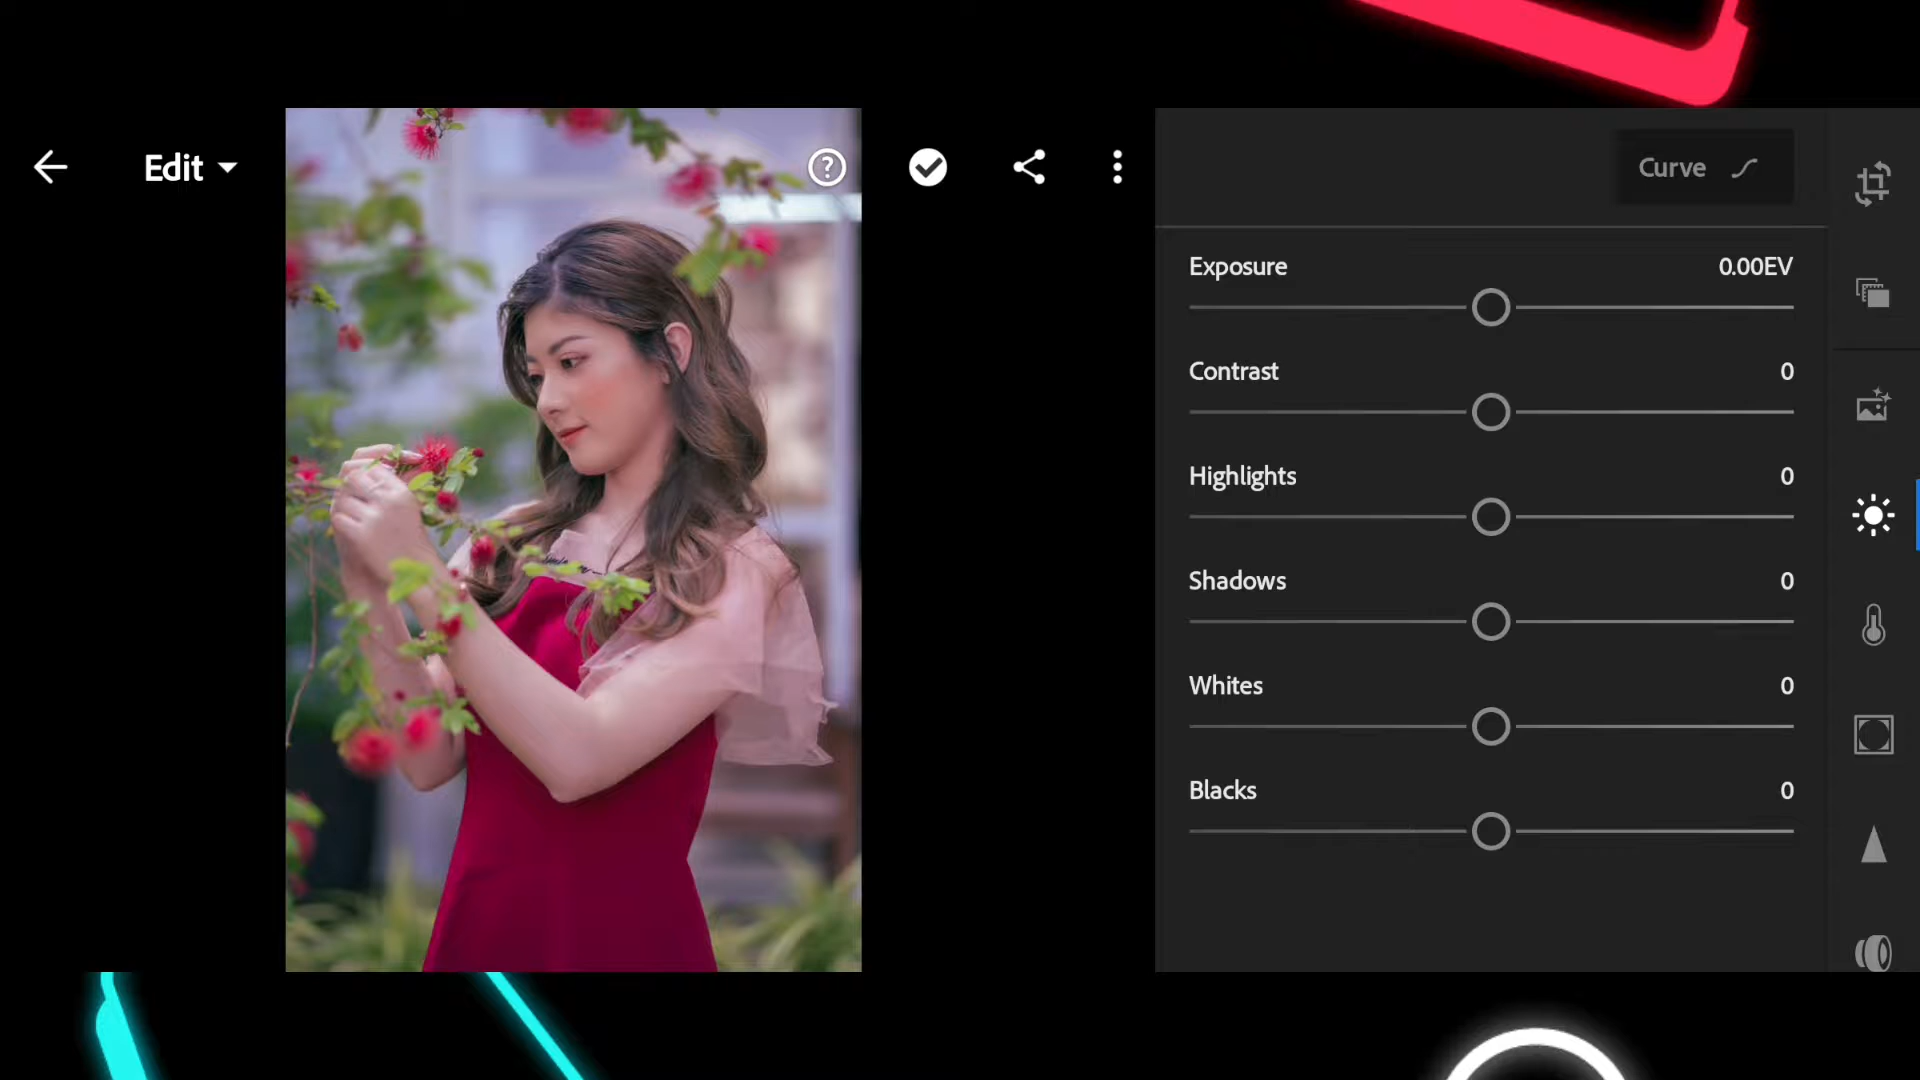 Edit
Curve
Exposure 0.00EV
Contrast 0
Highlights 0
Shadows 0
Whites 0
Blacks 0